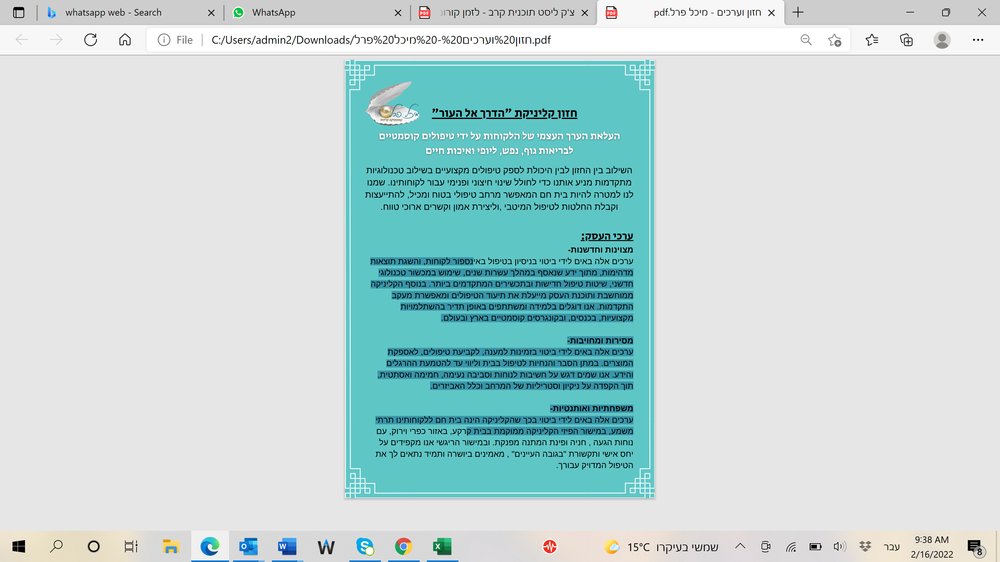 whatsapp web - Search
WhatsApp
צ'ק ליסט תוכנית קרב - לזמן קורונ
חזון וערכים - מיכל פרל.pdf
File
C:/Users/admin2/Downloads/חזון%20וערכים%20-%20מיכל%20פרל.pdf
מיכל פרל
קוסמטיקה קלינית
חזון קליניקת "הדרך אל העור"
העלאת הערך העצמי של הלקוחות על ידי טיפולים קוסמטיים
לבריאות גוף, נפש, ליופי ואיכות חיים
השילוב בין החזון לבין היכולת לספק טיפולים מקצועיים בשילוב טכנולוגיות
מתקדמות מניע אותנו כדי לחולל שינוי חיצוני ופנימי עבור לקוחותינו. שמנו
לנו למטרה להיות בית חם המאפשר מרחב טיפולי בטוח ומכיל, להתייעצות
וקבלת החלטות לטיפול המיטבי ,וליצירת אמון וקשרים ארוכי טווח.
ערכי העסק:
מצוינות וחדשנות-
ערכים אלה באים לידי ביטוי בניסיון בטיפול באינספור לקוחות, והשגת תוצאות
מדהימות, מתוך ידע שנאסף במהלך עשרות שנים, שימוש במכשור טכנולוגי
חדשני, שיטות טיפול חדישות ובתכשירים המתקדמים ביותר. בנוסף הקליניקה
ממוחשבת ותוכנת העסק מייעלת את תיעוד הטיפולים ומאפשרת מעקב
התקדמות. אנו דוגלים בלמידה ומשתתפים באופן תדיר בהשתלמויות
מקצועיות, בכנסים, ובקונגרסים קוסמטיים בארץ ובעולם.
מסירות ומחויבות-
ערכים אלה באים לידי ביטוי בזמינות למענה, לקביעת טיפולים, לאספקת
המוצרים. במתן הסבר והנחיות לטיפול בבית וליווי עד להטמעת ההרגלים
והידע. אנו שמים דגש על חשיבות לנוחות וסביבה נעימה, חמימה ואסתטית,
תוך הקפדה על ניקיון וסטריליות של המרחב וכלל האביזרים.
משפחתיות ואותנטיות-
ערכים אלה באים לידי ביטוי בכך שהקליניקה הינה בית חם ללקוחותינו תרתי
משמע, במישור הפיזי הקליניקה ממוקמת בבית קרקע, באזור כפרי וירוק, עם
נוחות הגעה , חניה ופינת המתנה מפנקת. ובמישור הריגשי אנו מקפידים על
יחס אישי ותקשורת "בגובה העיינים" , מאמינים ביושרה ותמיד נתאים לך את
הטיפול המדויק עבורך.
15°C שמשי בעיקרו
עבר
9:38 AM
2/16/2022
8